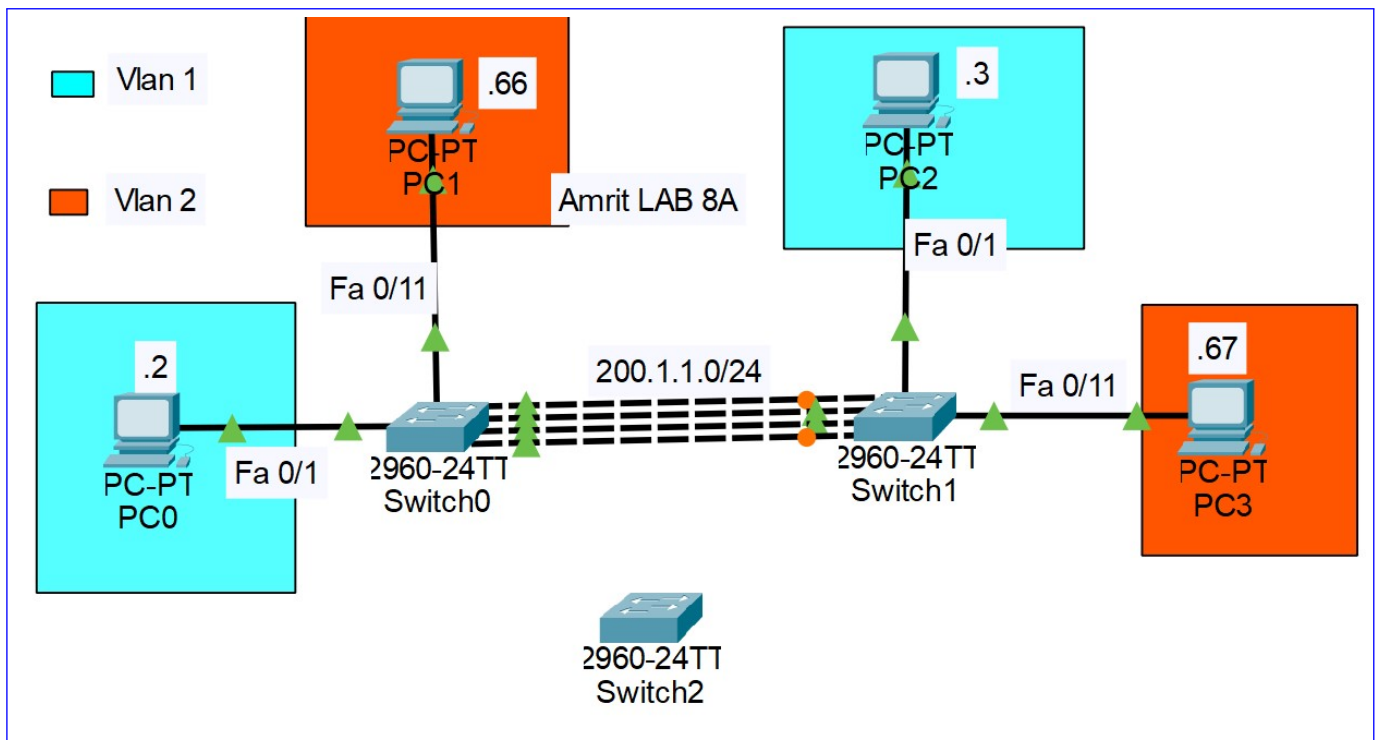 Vlan 1
Vlan 2
.66
PC-PT
PC1
Amrit LAB 8A
.3
PC-PT
PC2
Fa 0/11
Fa 0/1
.2
PC-PT
PC0
Fa 0/1
200.1.1.0/24
2960-24TT
Switch0
2960-24TT
Switch1
Fa 0/11
.67
PC-PT
PC3
2960-24TT
Switch2